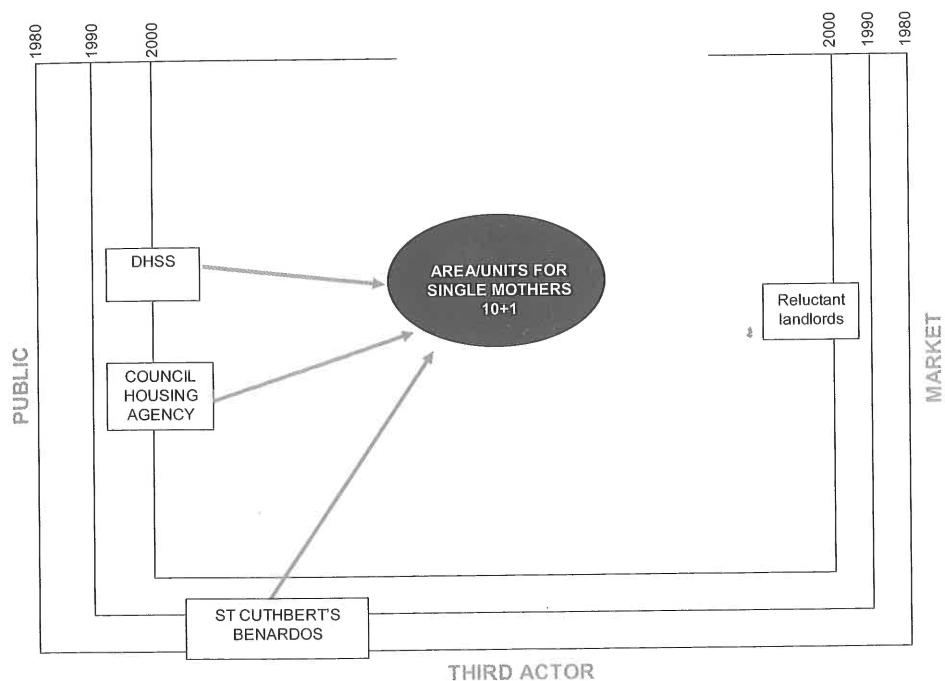 1980
1990
2000
2000
1990
1980
DHSS
AREA/UNITS FOR
SINGLE MOTHERS
10+1
Reluctant
landlords
PUBLIC
COUNCIL
HOUSING
AGENCY
MARKET
ST CUTHBERT'S
BENARDOS
THIRD ACTOR